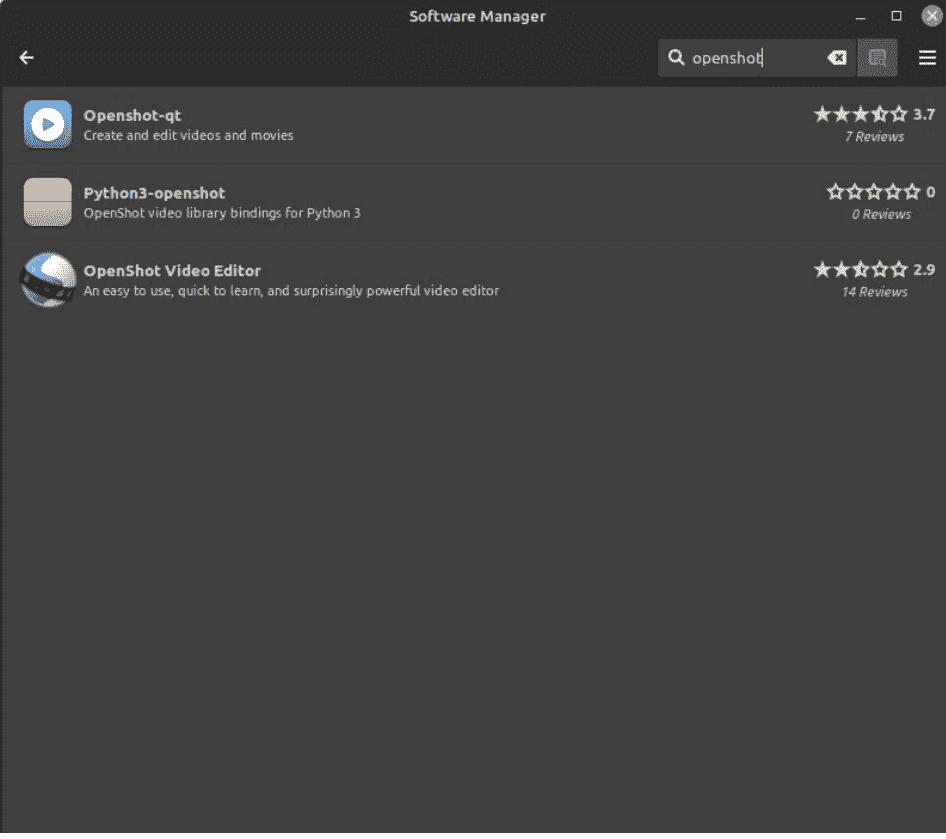 Software Manager
openshot
Openshot-qt
3.7
Create and edit videos and movies
7 Reviews
Python3-openshot
0
OpenShot video library bindings for Python 3
0 Reviews
OpenShot Video Editor
2.9
An easy to use, quick to learn, and surprisingly powerful video editor
14 Reviews